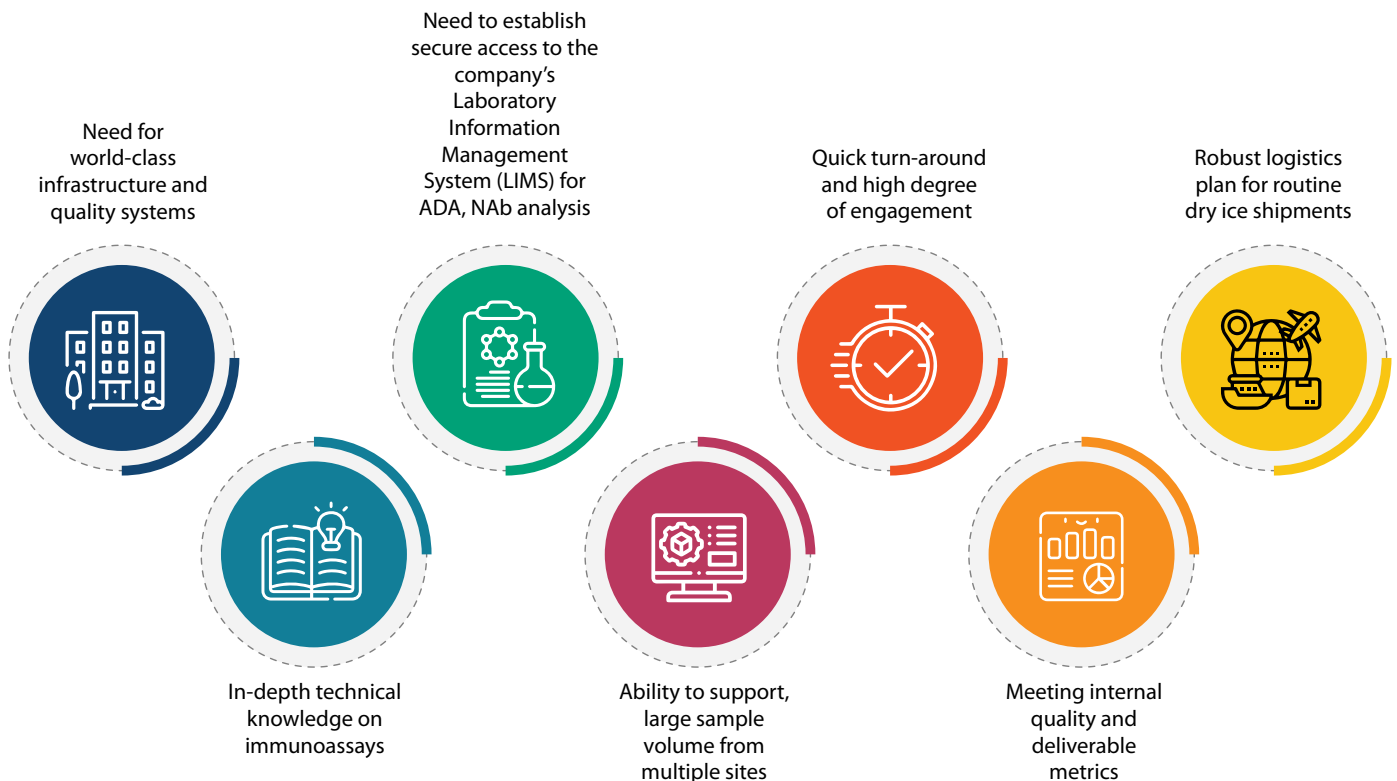 Need for
world-class
infrastructure and
quality systems
In-depth technical
knowledge on
immunoassays
Need to establish
secure access to the
company’s
Laboratory
Information
Management
System (LIMS) for
ADA, NAb analysis
Ability to support,
large sample
volume from
multiple sites
Quick turn-around
and high degree
of engagement
Meeting internal
quality and
deliverable
metrics
Robust logistics
plan for routine
dry ice shipments